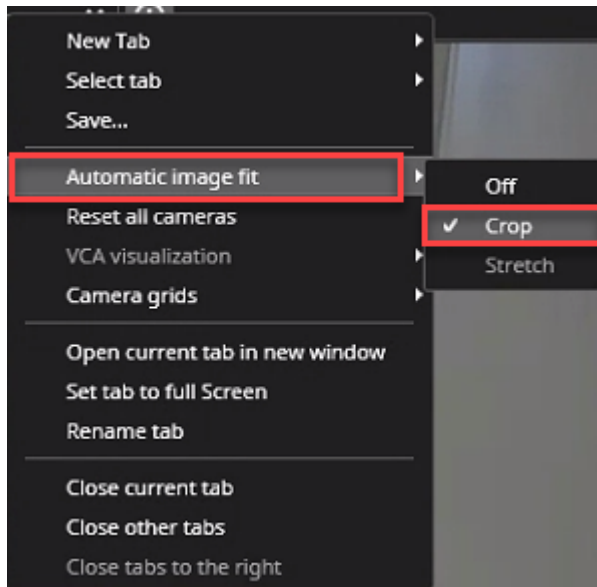 New Tab
Select tab
Save...
Automatic image fit
Off
Reset all cameras
Crop
VCA visualization
Stretch
Camera grids
Open current tab in new window
Set tab to full Screen
Rename tab
Close current tab
Close other tabs
Close tabs to the right